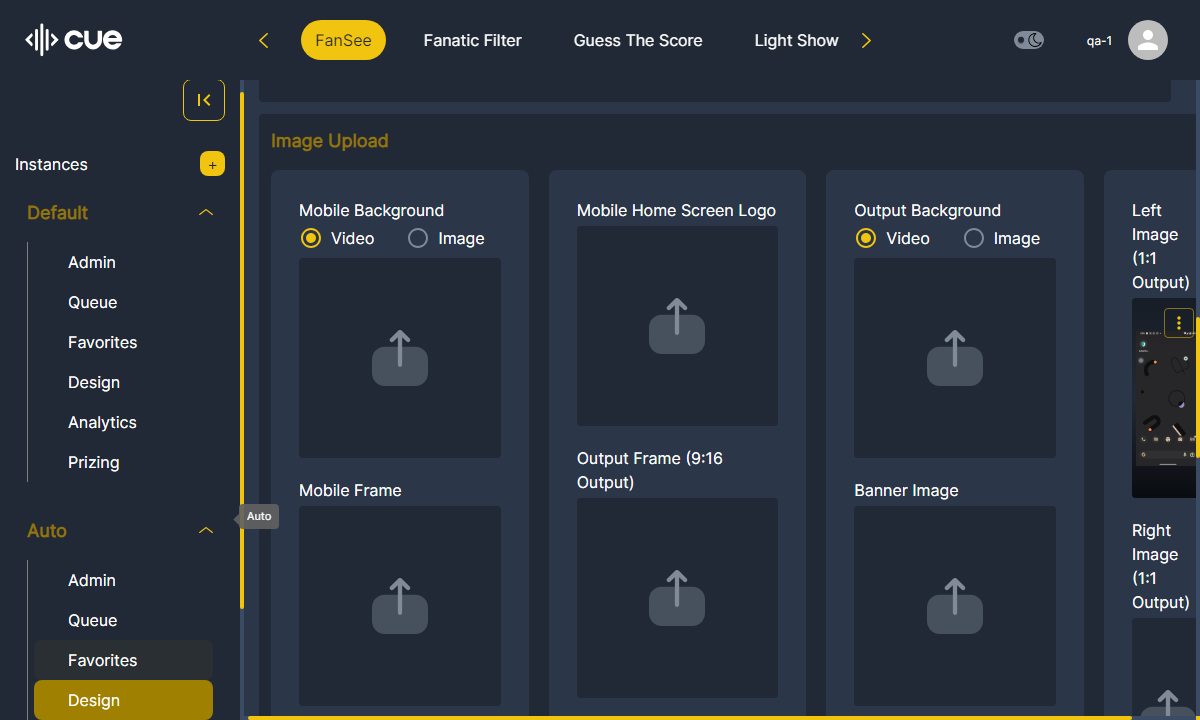 cue
FanSee
Fanatic Filter
Guess The Score
Light Show
qa-1
Instances
+
Default
Admin
Queue
Favorites
Design
Analytics
Prizing
Auto
Auto
Admin
Queue
Favorites
Design
Image Upload
Mobile Background
Video
Image
Mobile Frame
Mobile Home Screen Logo
Output Frame (9:16
Output)
Output Background
Video
Image
Banner Image
Left
Image
(1:1
Output)
Right
Image
(1:1
Output)